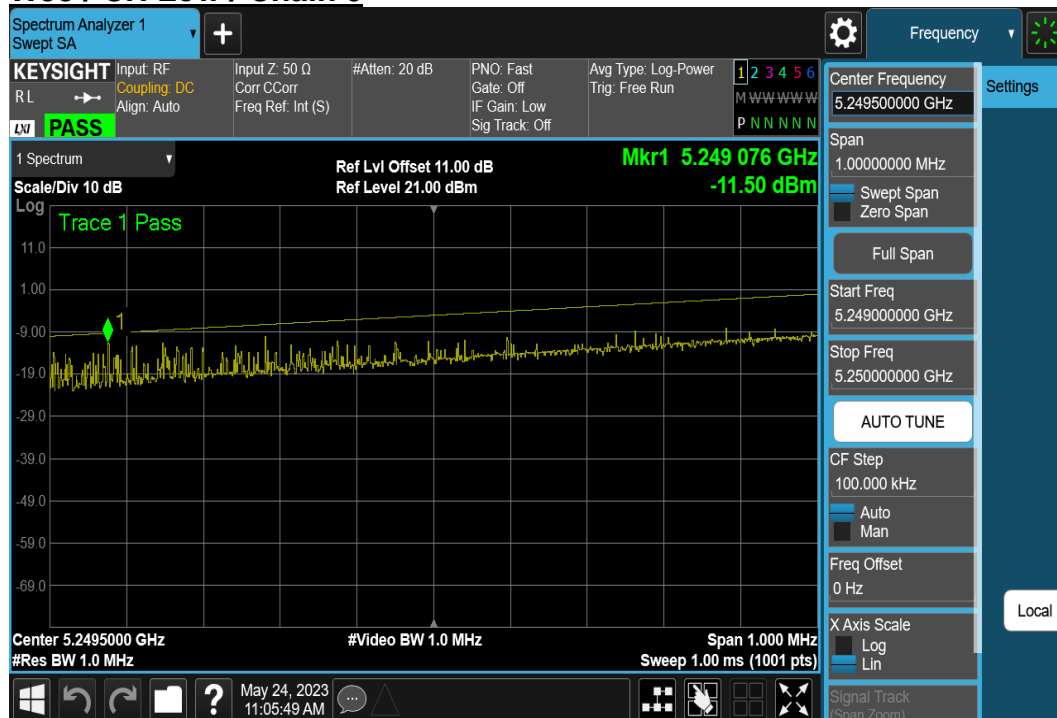 Spectrum Analyzer 1
Swept SA
+
Frequency
KEYSIGHT
RL
LXI
PASS
Input: RF
Coupling: DC
Align: Auto
Input Z: 50 Ω
Corr CCorr
Freq Ref: Int (S)
#Atten: 20 dB
PNO: Fast
Gate: Off
IF Gain: Low
Sig Track: Off
Avg Type: Log-Power
Trig: Free Run
1 2 3 4 5 6
M W W W W W
P N N N N N
1 Spectrum
Scale/Div 10 dB
Ref Lvl Offset 11.00 dB
Ref Level 21.00 dBm
Mkr1 5.249 076 GHz
-11.50 dBm
Log
Trace 1 Pass
1
11.0
1.00
-9.00
-19.0
-29.0
-39.0
-49.0
-59.0
-69.0
Center 5.2495000 GHz
#Res BW 1.0 MHz
#Video BW 1.0 MHz
Span 1.000 MHz
Sweep 1.00 ms (1001 pts)
?
May 24, 2023
11:05:49 AM
Center Frequency
5.249500000 GHz
Span
1.00000000 MHz
Swept Span
Zero Span
Full Span
Start Freq
5.249000000 GHz
Stop Freq
5.250000000 GHz
AUTO TUNE
CF Step
100.000 kHz
Auto
Man
Freq Offset
0 Hz
X Axis Scale
Log
Lin
Signal Track
(Span Zoom)
Settings
Local